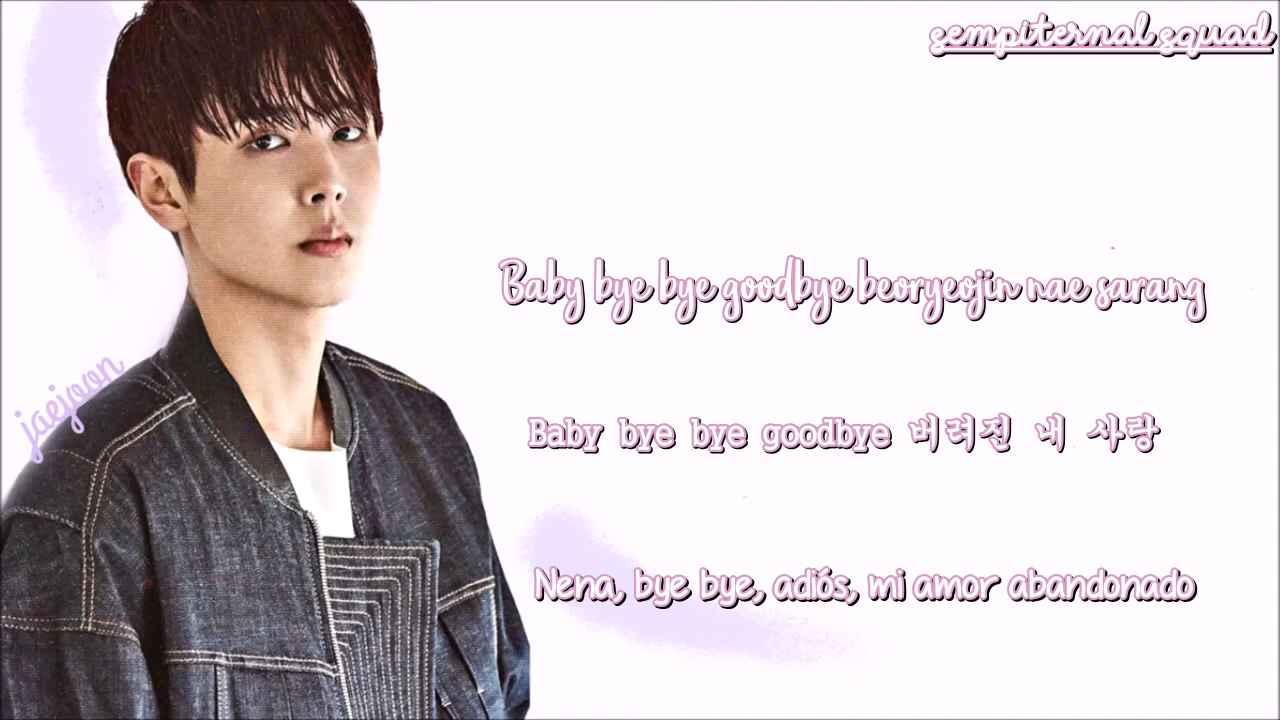 sempiternal squad
Baby bye bye goodbye beoryeojin nae sarang
jaejoon
Baby bye bye goodbye 버려진 내 사랑
Nena, bye bye, adiós, mi amor abandonado